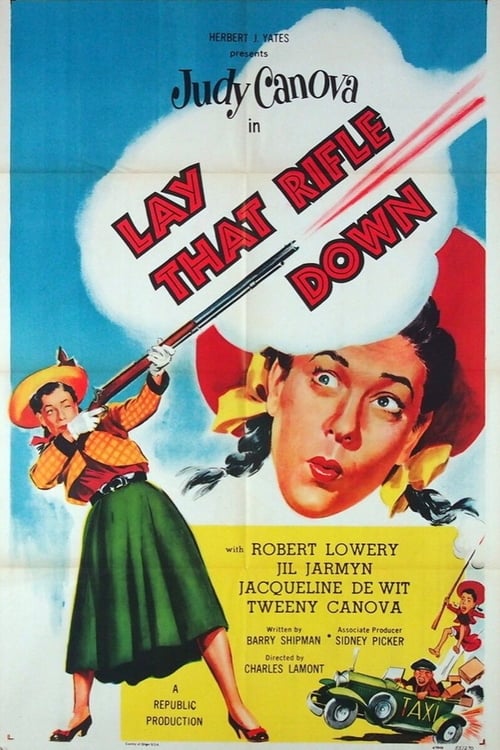 HERBERT J. YATES
presents
Judy Canova
in
LAY
THAT RIFLE
DOWN
with ROBERT LOWERY
JIL JARMYN
JACQUELINE DE WIT
TWEENY CANOVA
Written by
BARRY SHIPMAN • Associate Producer
SIDNEY PICKER
Directed by
CHARLES LAMONT
A
REPUBLIC
PRODUCTION
TAXI